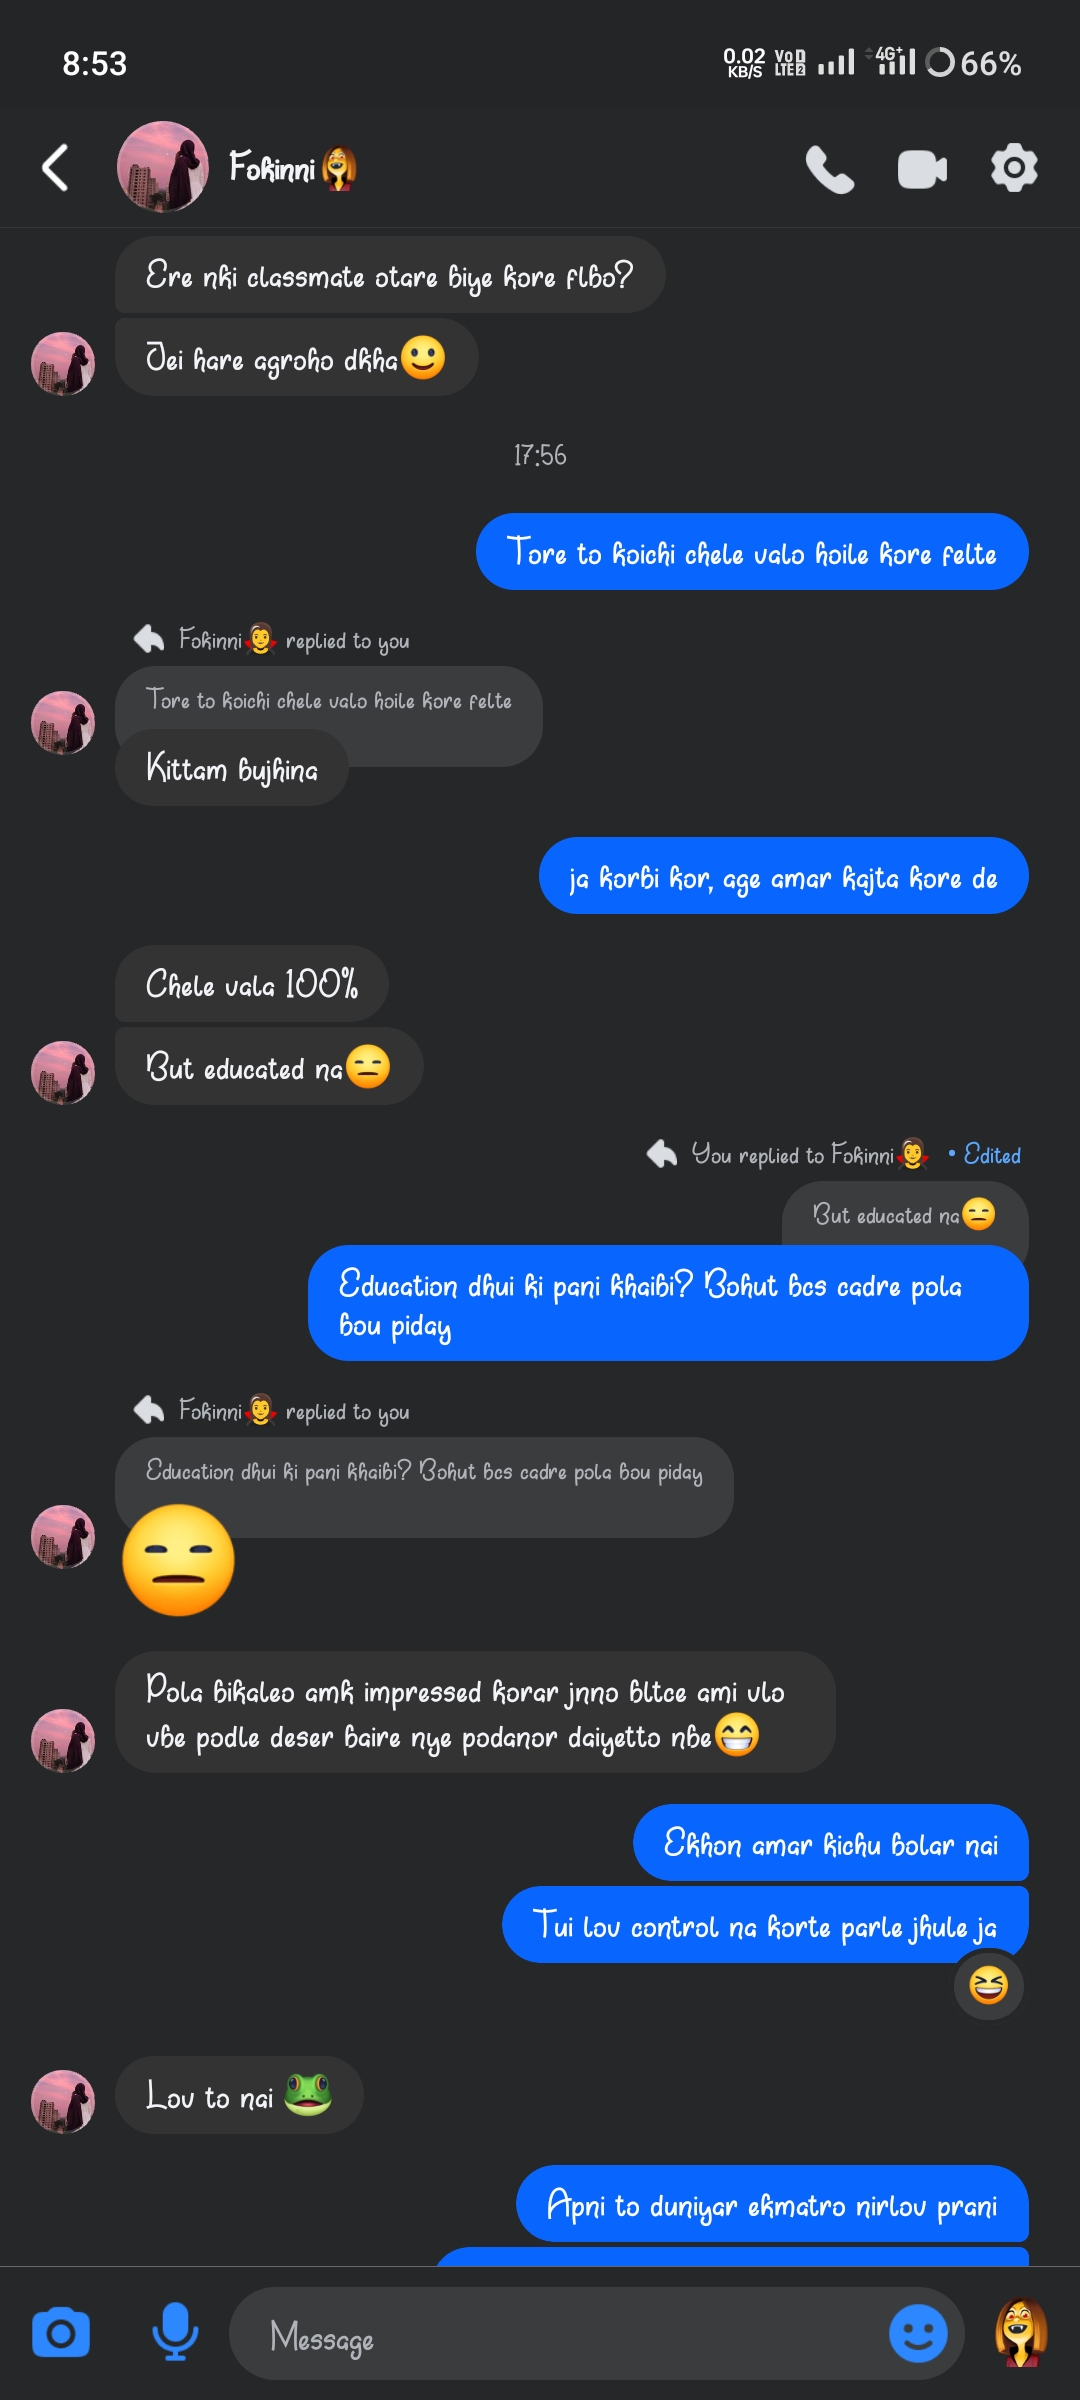 8:53
0.02 KB/S VoD LTE2 4G+ 66%
Fokinni🧛‍♀️
Ere nki classmate otare biye kore flbo?
Jei hare agroho dkha🙂
17:56
Tore to koichi chele valo hoile kore felte
Fokinni🧛‍♀️ replied to you
Tore to koichi chele valo hoile kore felte
Kittam bujhina
ja korbi kor, age amar kajta kore de
Chele vala 100%
But educated na😑
You replied to Fokinni🧛‍♀️ • Edited
But educated na😑
Education dhui ki pani khaibi? Bohut bcs cadre pola
bou piday
Fokinni🧛‍♀️ replied to you
Education dhui ki pani khaibi? Bohut bcs cadre pola bou piday
😑
Pola bikaleo amk impressed korar jnno bltce ami vlo
vbe podle deser baire nye podanor daiyetto nbe😁
Ekhon amar kichu bolar nai
Tui lov control na korte parle jhule ja
😆
Lov to nai 🐸
Apni to duniyar ekmatro nirlov prani
Message